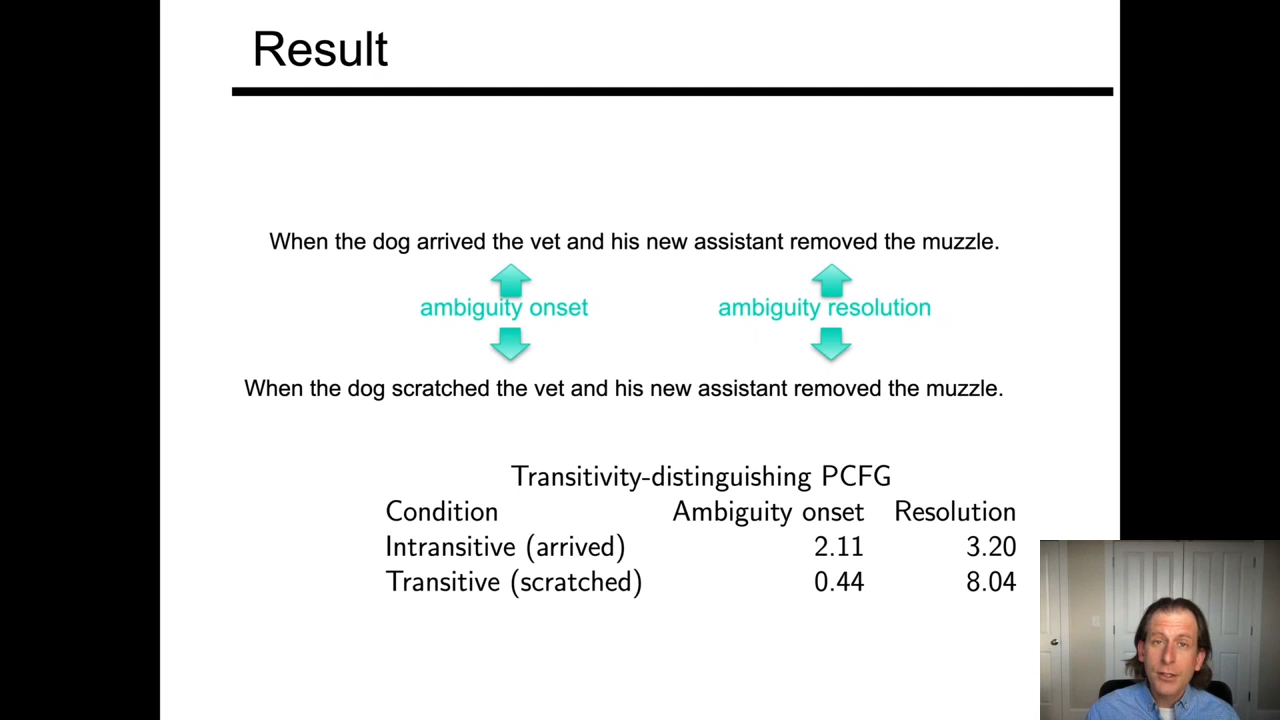 Result
When the dog arrived the vet and his new assistant removed the muzzle.
ambiguity onset
ambiguity resolution
When the dog scratched the vet and his new assistant removed the muzzle.
Transitivity-distinguishing PCFG
Condition Ambiguity onset Resolution
Intransitive (arrived) 2.11 3.20
Transitive (scratched) 0.44 8.04